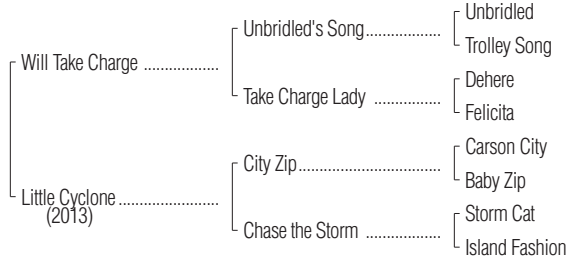 Unbridled
Unbridled's Song..................
Trolley Song
Will Take Charge ..................
Dehere
Take Charge Lady ................
Felicita
Carson City
City Zip..................................
Baby Zip
Little Cyclone ........................
(2013)
Storm Cat
Chase the Storm ..................
Island Fashion